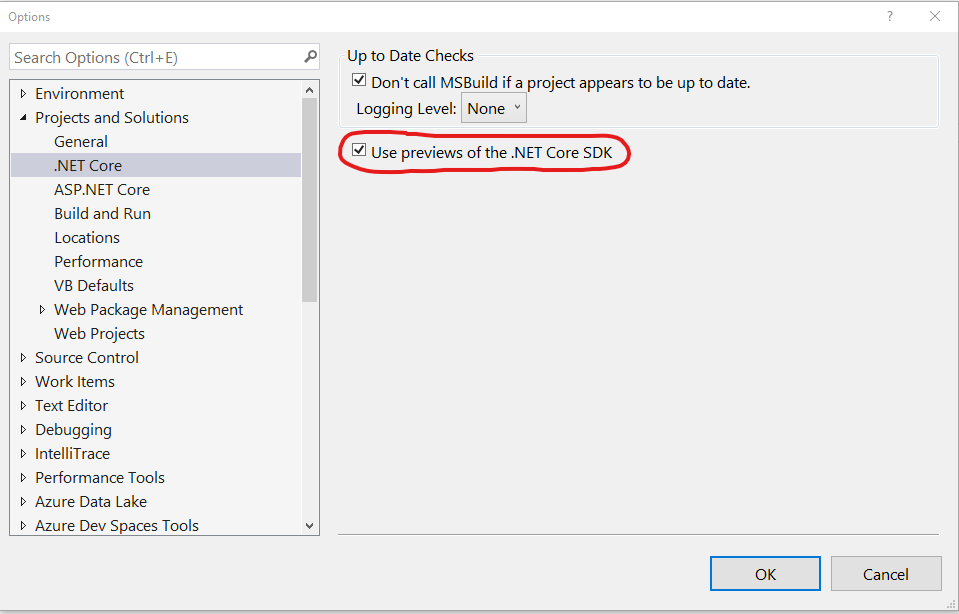 Options
?
Search Options (Ctrl+E)
Environment
Projects and Solutions
General
.NET Core
ASP.NET Core
Build and Run
Locations
Performance
VB Defaults
Web Package Management
Web Projects
Source Control
Work Items
Text Editor
Debugging
IntelliTrace
Performance Tools
Azure Data Lake
Azure Dev Spaces Tools
Up to Date Checks
Don't call MSBuild if a project appears to be up to date.
Logging Level: None
Use previews of the .NET Core SDK
OK
Cancel